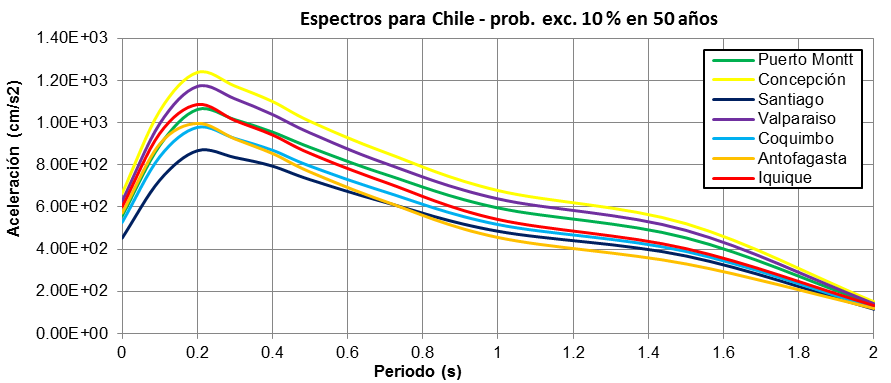 Espectros para Chile - prob. exc. 10 % en 50 años
1.40E+03
1.20E+03
1.00E+03
8.00E+02
6.00E+02
4.00E+02
2.00E+02
0.00E+00
Aceleración (cm/s2)
Puerto Montt
Concepción
Santiago
Valparaiso
Coquimbo
Antofagasta
Iquique
0 0.2 0.4 0.6 0.8 1 1.2 1.4 1.6 1.8 2
Periodo (s)